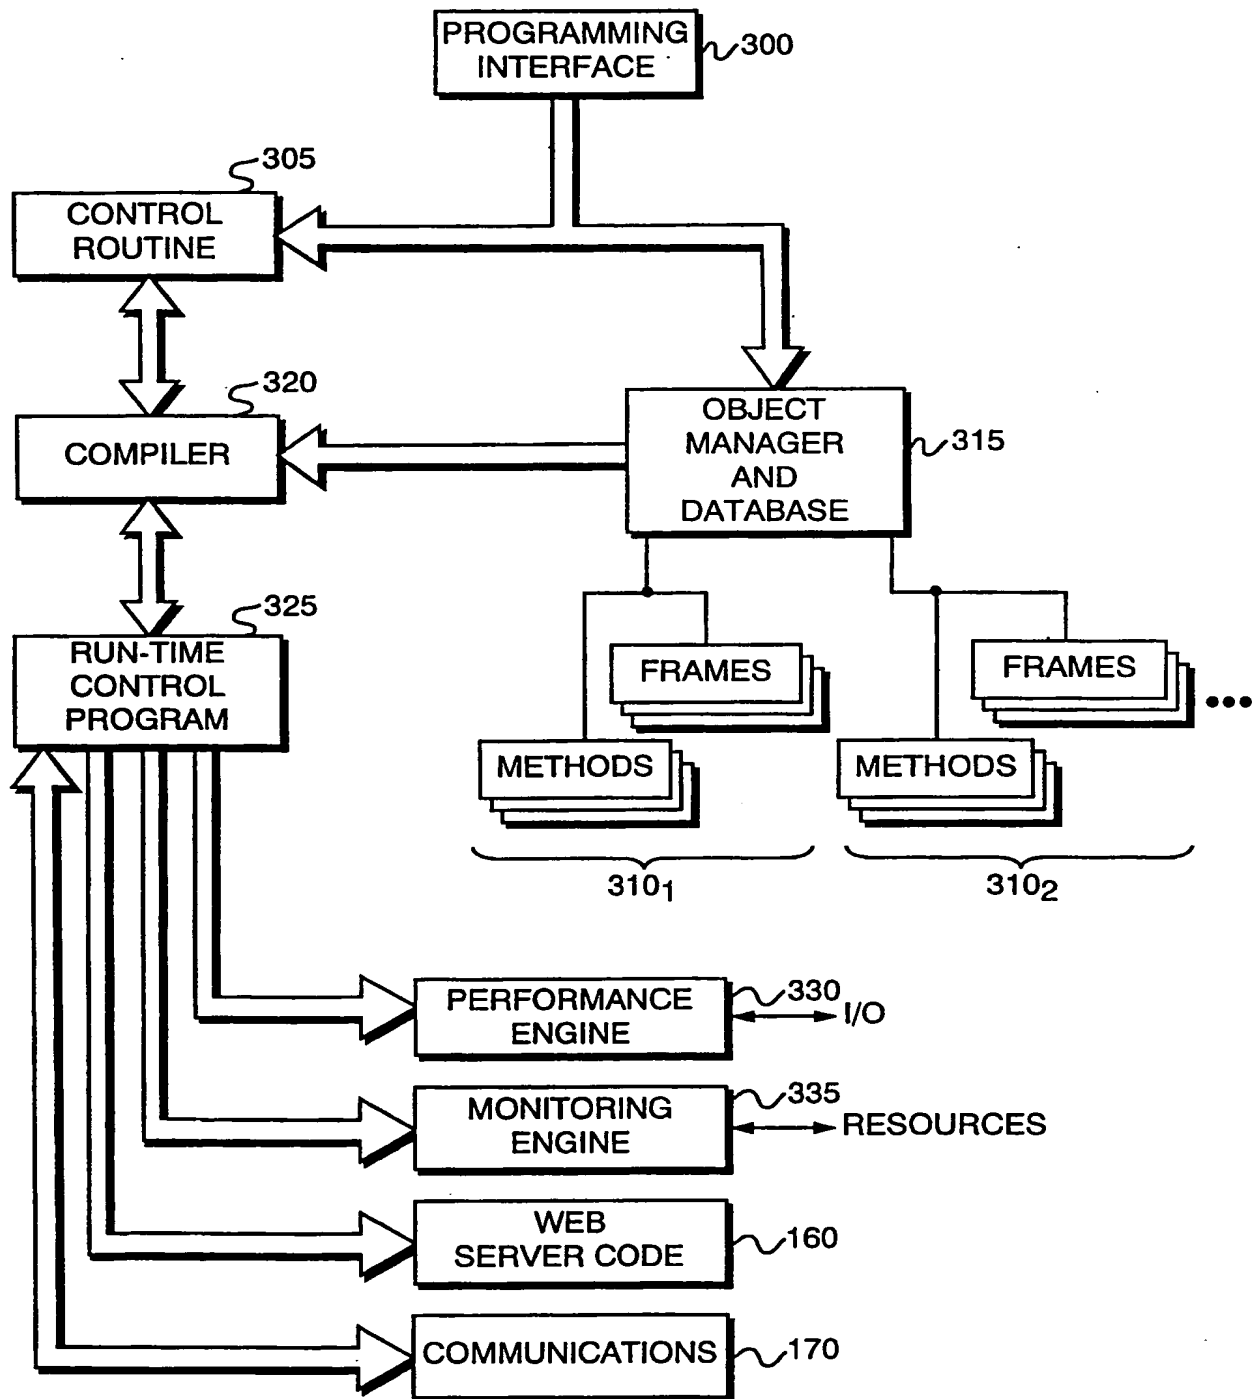 PROGRAMMING
INTERFACE
300
305
CONTROL
ROUTINE
320
COMPILER
OBJECT
MANAGER
AND
DATABASE
315
325
RUN-TIME
CONTROL
PROGRAM
FRAMES
METHODS
FRAMES
METHODS
•••
310₁
310₂
PERFORMANCE
ENGINE
330
I/O
MONITORING
ENGINE
335
RESOURCES
WEB
SERVER CODE
160
COMMUNICATIONS
170